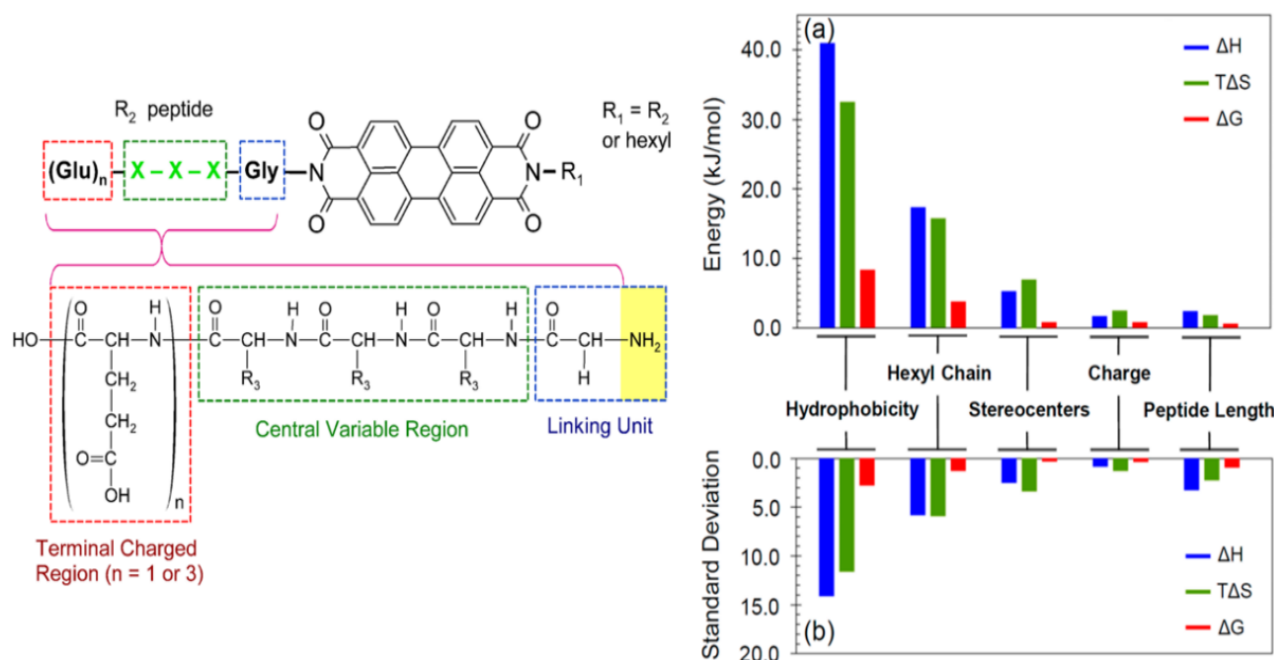 R2 peptide
R1 = R2
or hexyl
(Glu)n
X – X – X
Gly
N
O
O
O
O
N
R1
O
H
O
H
O
H
O
H
O
HO
C
CH
N
C
CH
N
C
CH
N
C
CH
N
C
CH
NH2
CH2
R3
R3
R3
H
CH2
O=C
OH
n
Central Variable Region
Linking Unit
Terminal Charged
Region (n = 1 or 3)
(a)
Energy (kJ/mol)
40.0
30.0
20.0
10.0
0.0
ΔH
TΔS
ΔG
Hexyl Chain
Charge
Hydrophobicity
Stereocenters
Peptide Length
Standard Deviation
0.0
5.0
10.0
15.0
20.0
(b)
ΔH
TΔS
ΔG